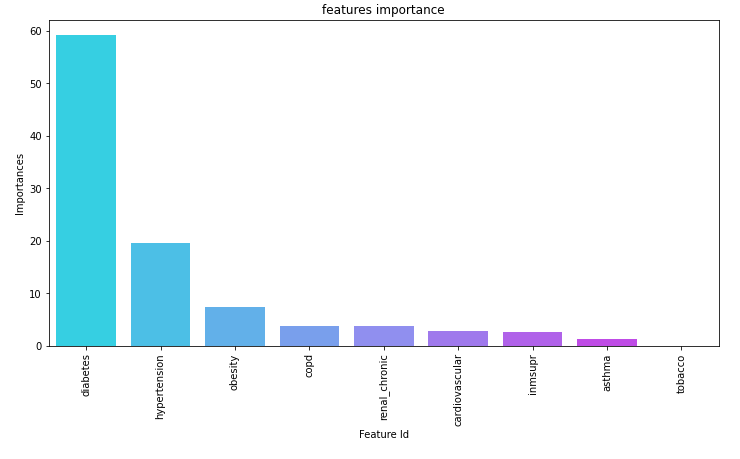 features importance
Importances
60
50
40
30
20
10
0
diabetes
hypertension
obesity
copd
renal_chronic
cardiovascular
inmsupr
asthma
tobacco
Feature Id